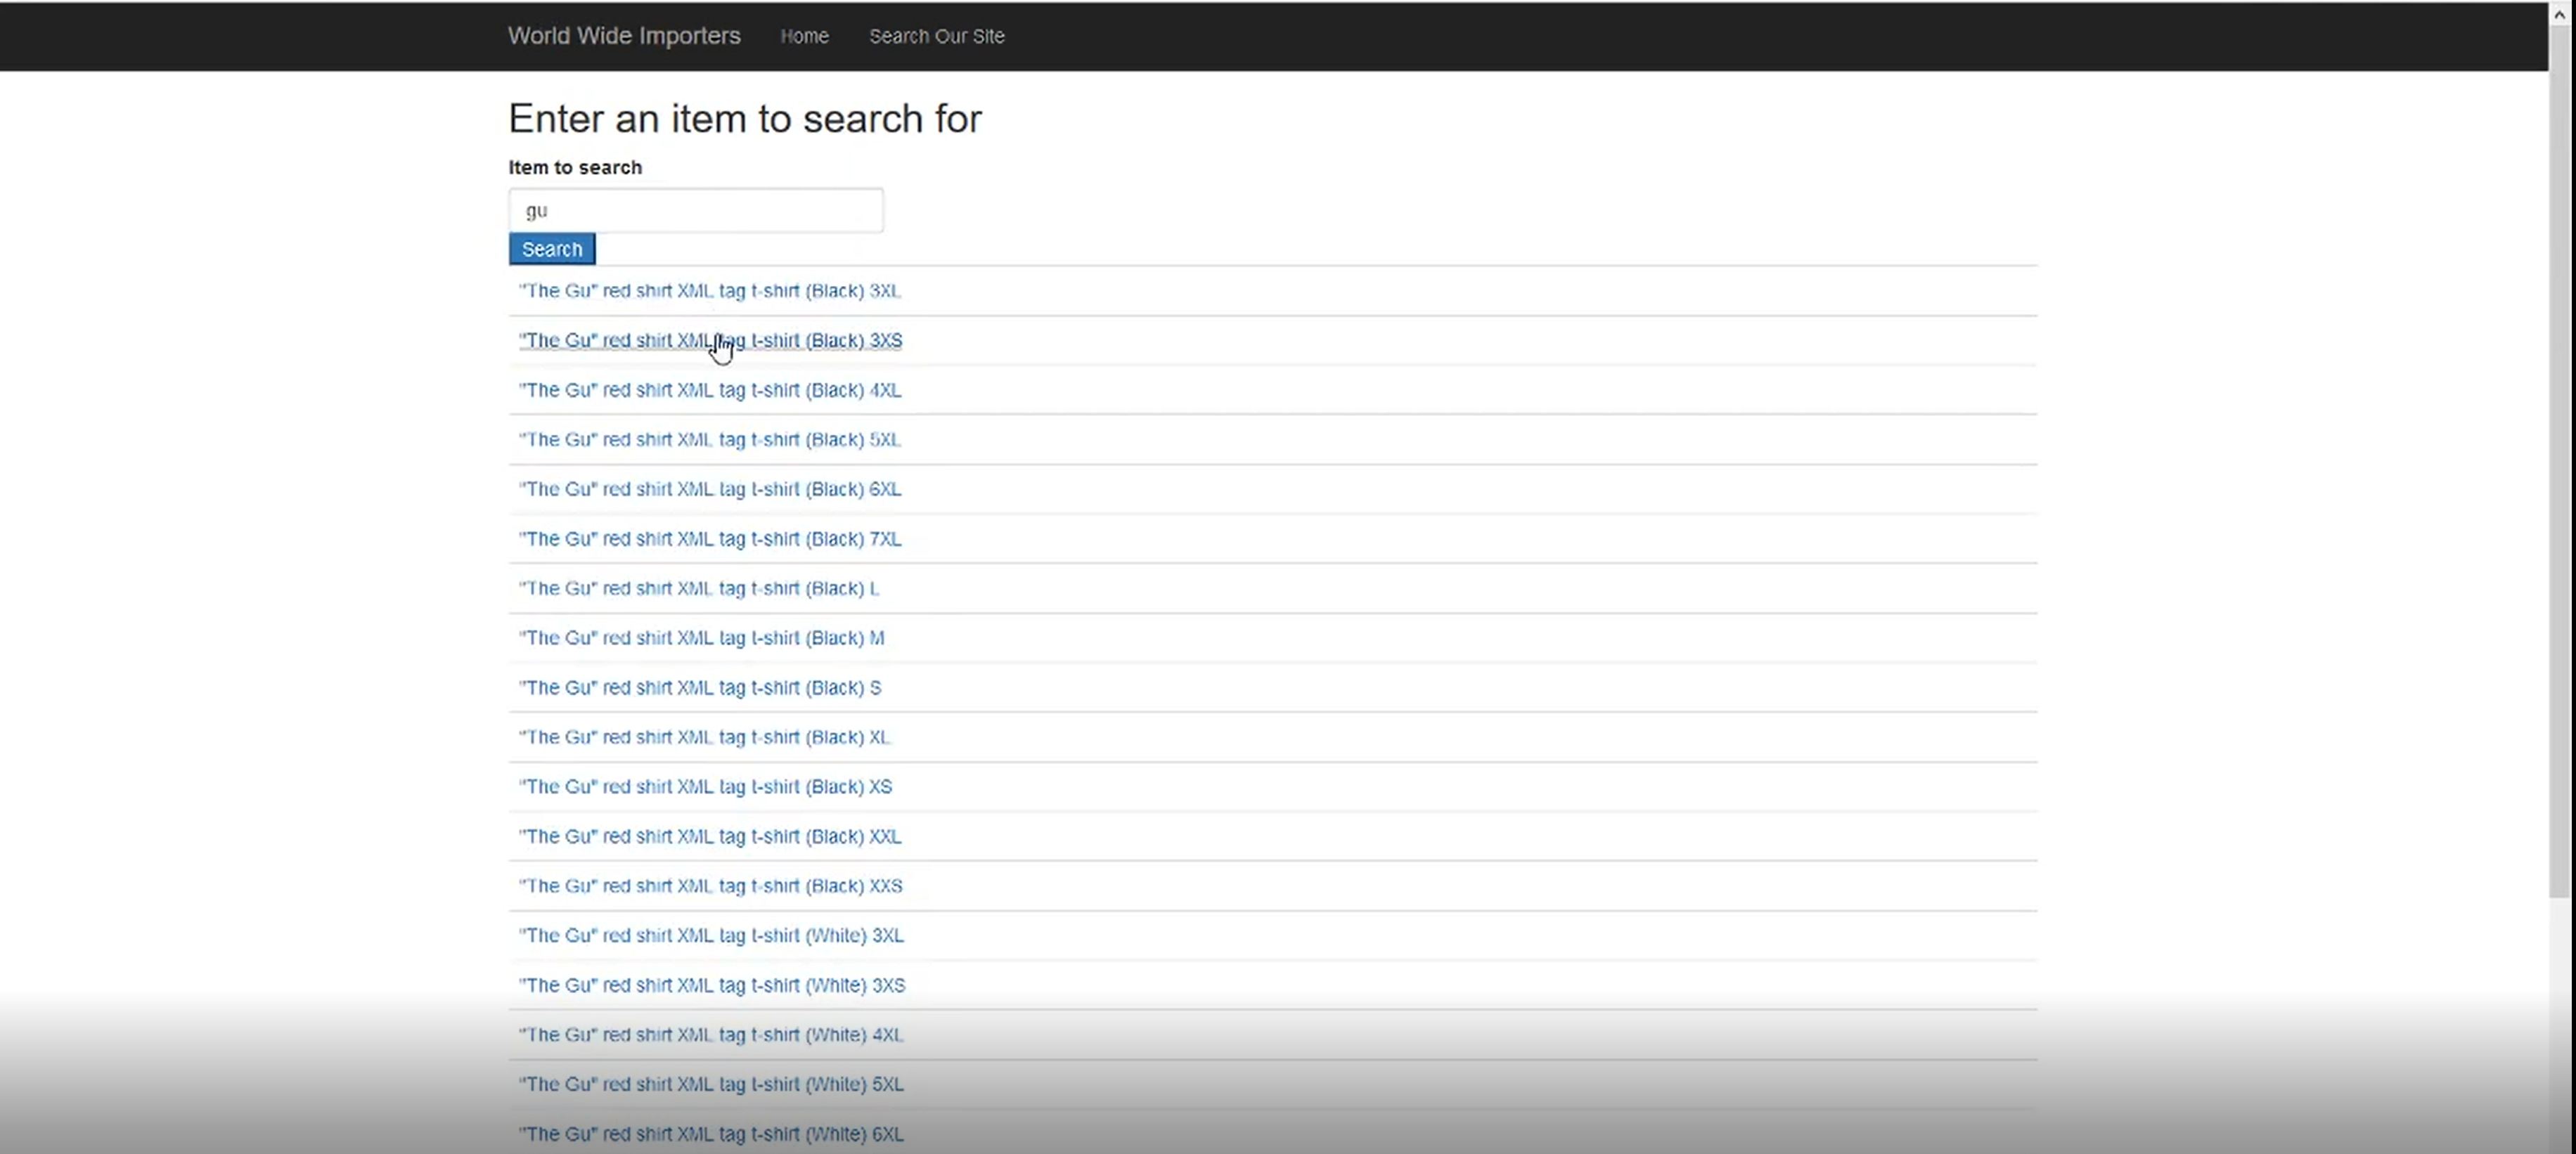 World Wide Importers Home Search Our Site
Enter an item to search for
Item to search
gu
Search
"The Gu" red shirt XML tag t-shirt (Black) 3XL
"The Gu" red shirt XML tag t-shirt (Black) 3XS
"The Gu" red shirt XML tag t-shirt (Black) 4XL
"The Gu" red shirt XML tag t-shirt (Black) 5XL
"The Gu" red shirt XML tag t-shirt (Black) 6XL
"The Gu" red shirt XML tag t-shirt (Black) 7XL
"The Gu" red shirt XML tag t-shirt (Black) L
"The Gu" red shirt XML tag t-shirt (Black) M
"The Gu" red shirt XML tag t-shirt (Black) S
"The Gu" red shirt XML tag t-shirt (Black) XL
"The Gu" red shirt XML tag t-shirt (Black) XS
"The Gu" red shirt XML tag t-shirt (Black) XXL
"The Gu" red shirt XML tag t-shirt (Black) XXS
"The Gu" red shirt XML tag t-shirt (White) 3XL
"The Gu" red shirt XML tag t-shirt (White) 3XS
"The Gu" red shirt XML tag t-shirt (White) 4XL
"The Gu" red shirt XML tag t-shirt (White) 5XL
"The Gu" red shirt XML tag t-shirt (White) 6XL